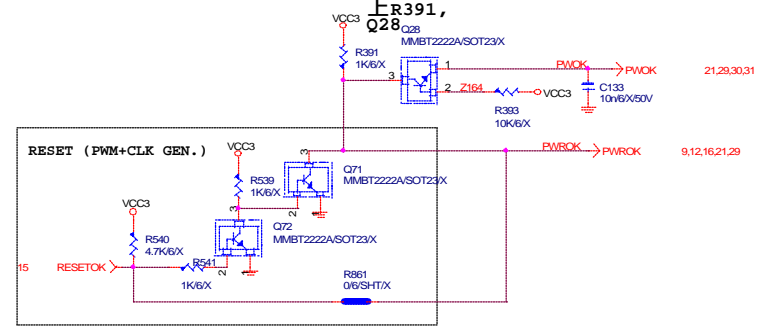 上R391,
Q28
VCC3
Q28
MMBT2222A/SOT23/X
R391
1K/6/X
3
1
2
Z164
PWOK
PWOK
21,29,30,31
C133
10n/6/X/50V
VCC3
R393
10K/6/X
RESET (PWM+CLK GEN.)
VCC3
3
PWROK
PWROK
9,12,16,21,29
R539
1K/6/X
Q71
MMBT2222A/SOT23/X
2
1
VCC3
3
R540
4.7K/6/X
Q72
MMBT2222A/SOT23/X
15
RESETOK
R541
1K/6/X
2
1
R861
0/6/SHT/X